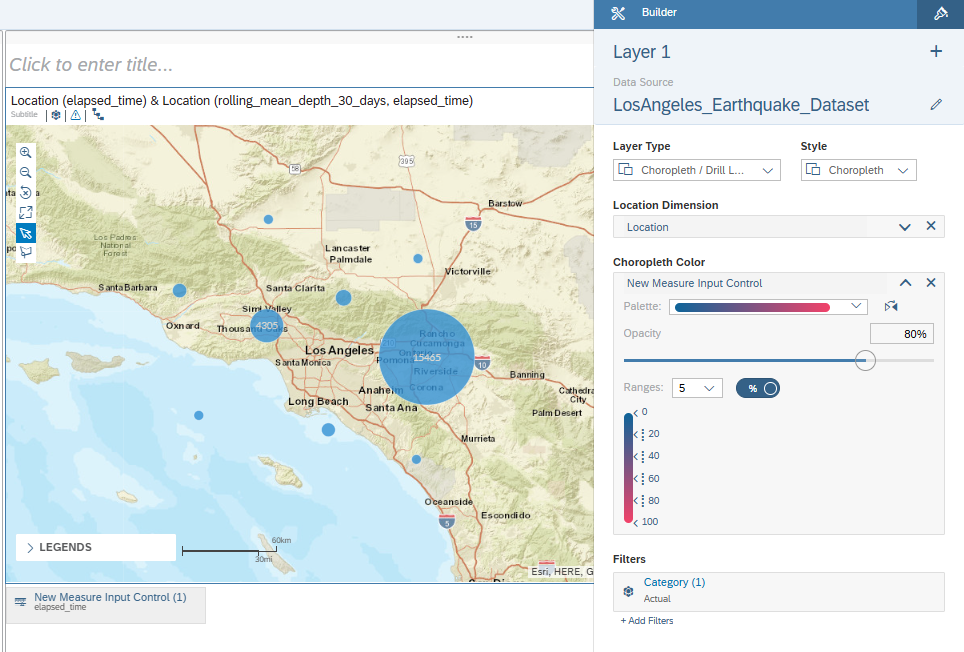 Builder
Click to enter title...
Location (elapsed_time) & Location (rolling_mean_depth_30_days, elapsed_time)
Subtitle
58
395
Barstow
15
Los Padres
National
Forest
Lancaster
Palmdale
Victorville
Santa Barbara
Santa Clarita
Simi Valley
Oxnard
Thousand Oaks
4305
Rancho
Cucamonga
Los Angeles
Ontario
15465
Pomona
10
Santa Monica
Riverside
Banning
Anaheim
Corona
Cathedra
City
Long Beach
Santa Ana
Palm Desert
Murrieta
Oceanside
Escondido
5
LEGENDS
60km
30mi
Esri, HERE, G
New Measure Input Control (1)
elapsed_time
Layer 1
+
Data Source
LosAngeles_Earthquake_Dataset
Layer Type
Style
Choropleth / Drill L...
Choropleth
Location Dimension
Location
Choropleth Color
New Measure Input Control
Palette:
Opacity
80%
Ranges:
5
%
0
20
40
60
80
100
Filters
Category (1)
Actual
+ Add Filters